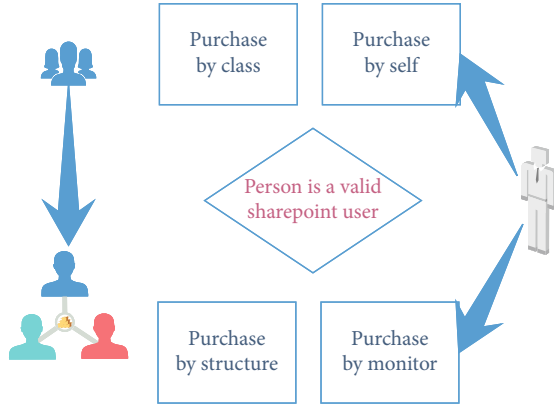 Purchase
by class
Purchase
by self
Person is a valid
sharepoint user
Purchase
by structure
Purchase
by monitor